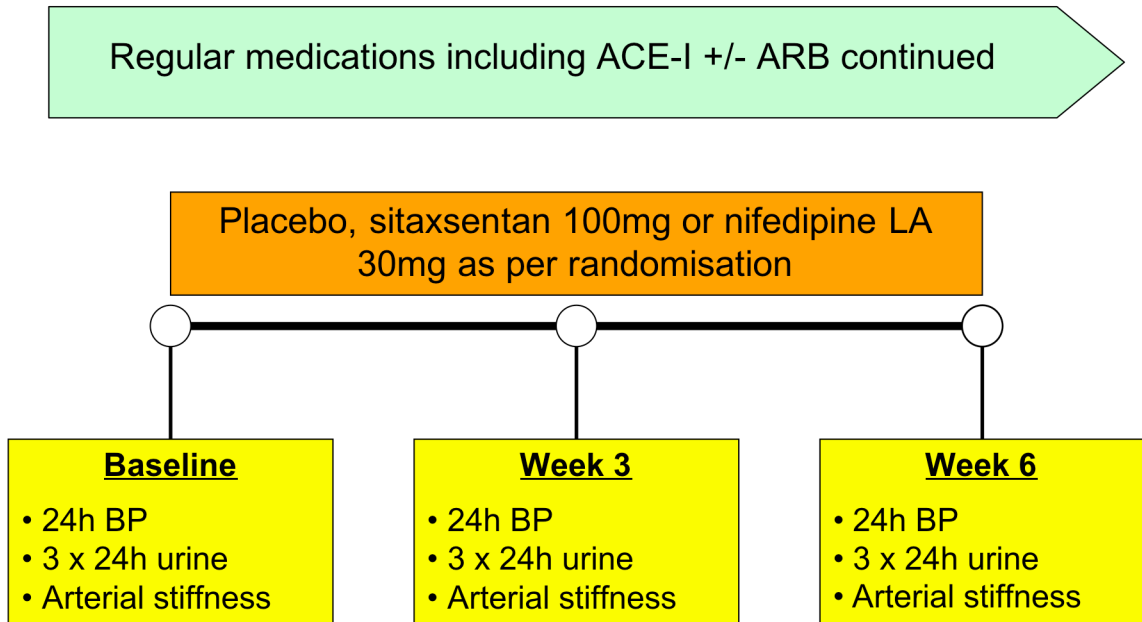 Regular medications including ACE-I +/- ARB continued
Placebo, sitaxsentan 100mg or nifedipine LA
30mg as per randomisation
Baseline
• 24h BP
• 3 x 24h urine
• Arterial stiffness
Week 3
• 24h BP
• 3 x 24h urine
• Arterial stiffness
Week 6
• 24h BP
• 3 x 24h urine
• Arterial stiffness